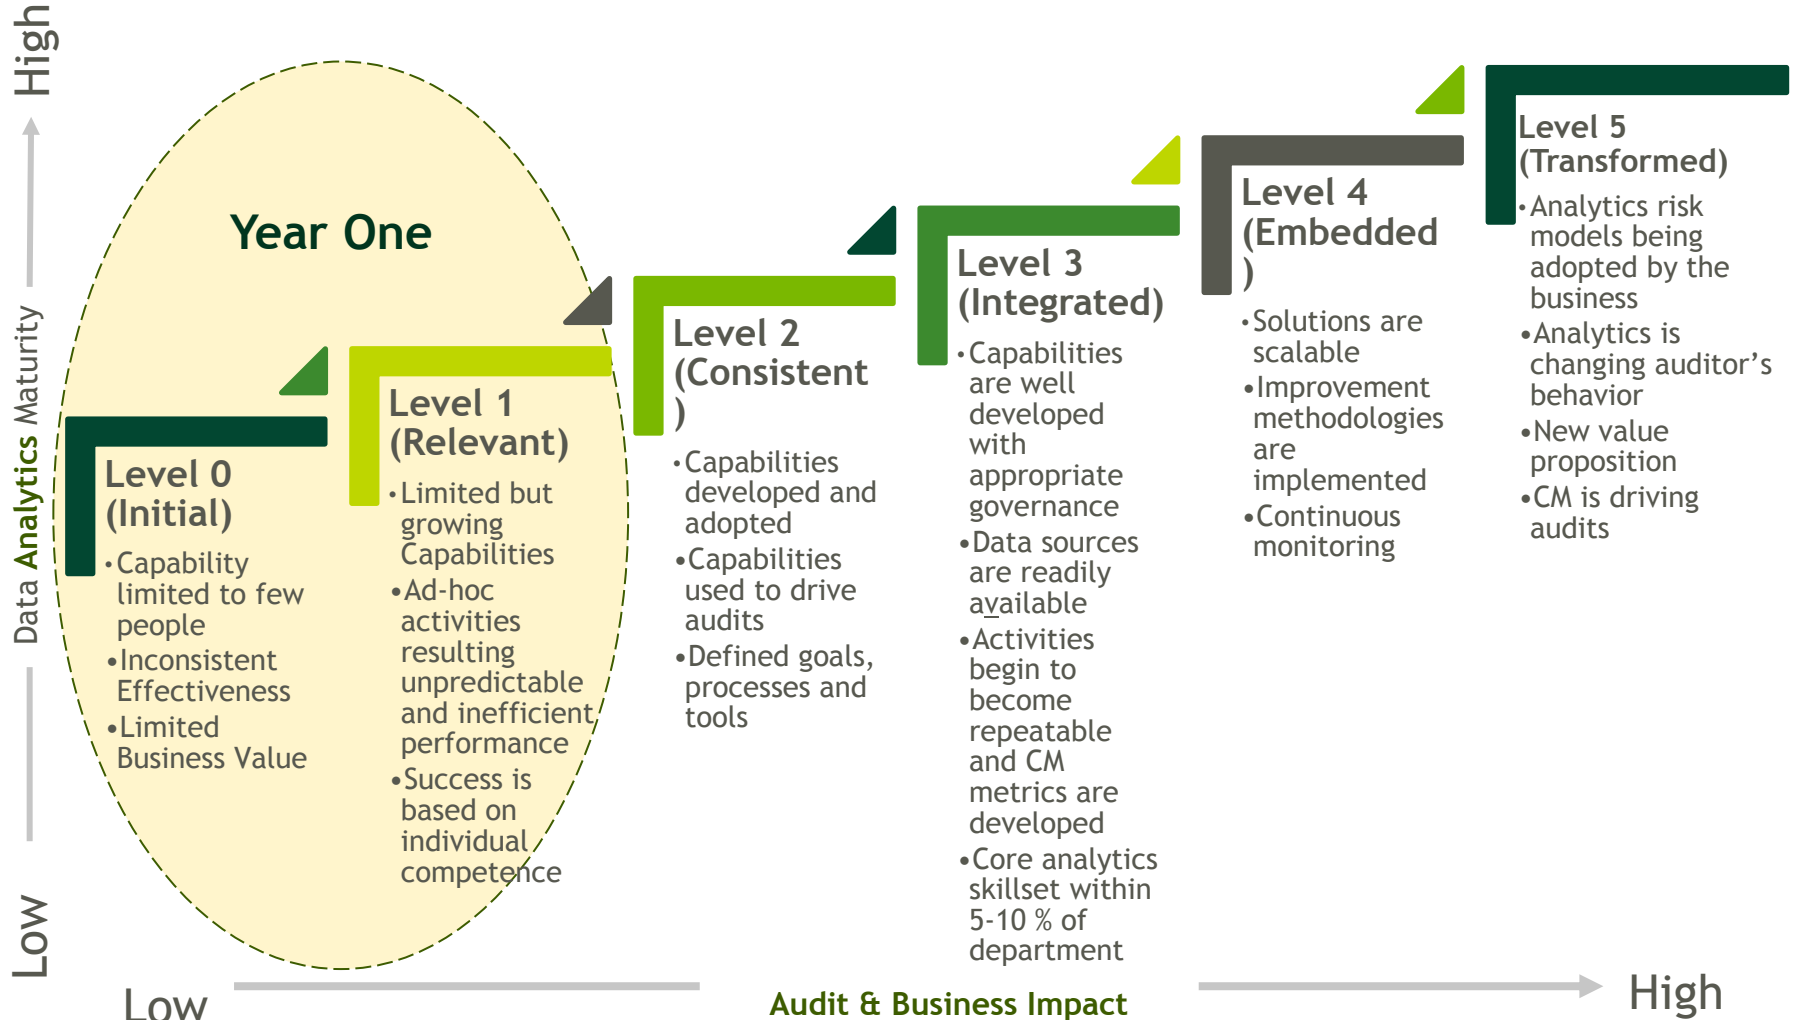 High
Data Analytics Maturity
Low
Year One
Level 0
(Initial)
•Capability
limited to few
people
•Inconsistent
Effectiveness
•Limited
Business Value
Level 1
(Relevant)
•Limited but
growing
Capabilities
•Ad-hoc
activities
resulting
unpredictable
and inefficient
performance
•Success is
based on
individual
competence
Level 2
(Consistent
)
•Capabilities
developed and
adopted
•Capabilities
used to drive
audits
•Defined goals,
processes and
tools
Level 3
(Integrated)
•Capabilities
are well
developed
with
appropriate
governance
•Data sources
are readily
available
•Activities
begin to
become
repeatable
and CM
metrics are
developed
•Core analytics
skillset within
5-10 % of
department
Level 4
(Embedded
)
•Solutions are
scalable
•Improvement
methodologies
are
implemented
•Continuous
monitoring
Level 5
(Transformed)
•Analytics risk
models being
adopted by the
business
•Analytics is
changing auditor’s
behavior
•New value
proposition
•CM is driving
audits
Low
Audit & Business Impact
High